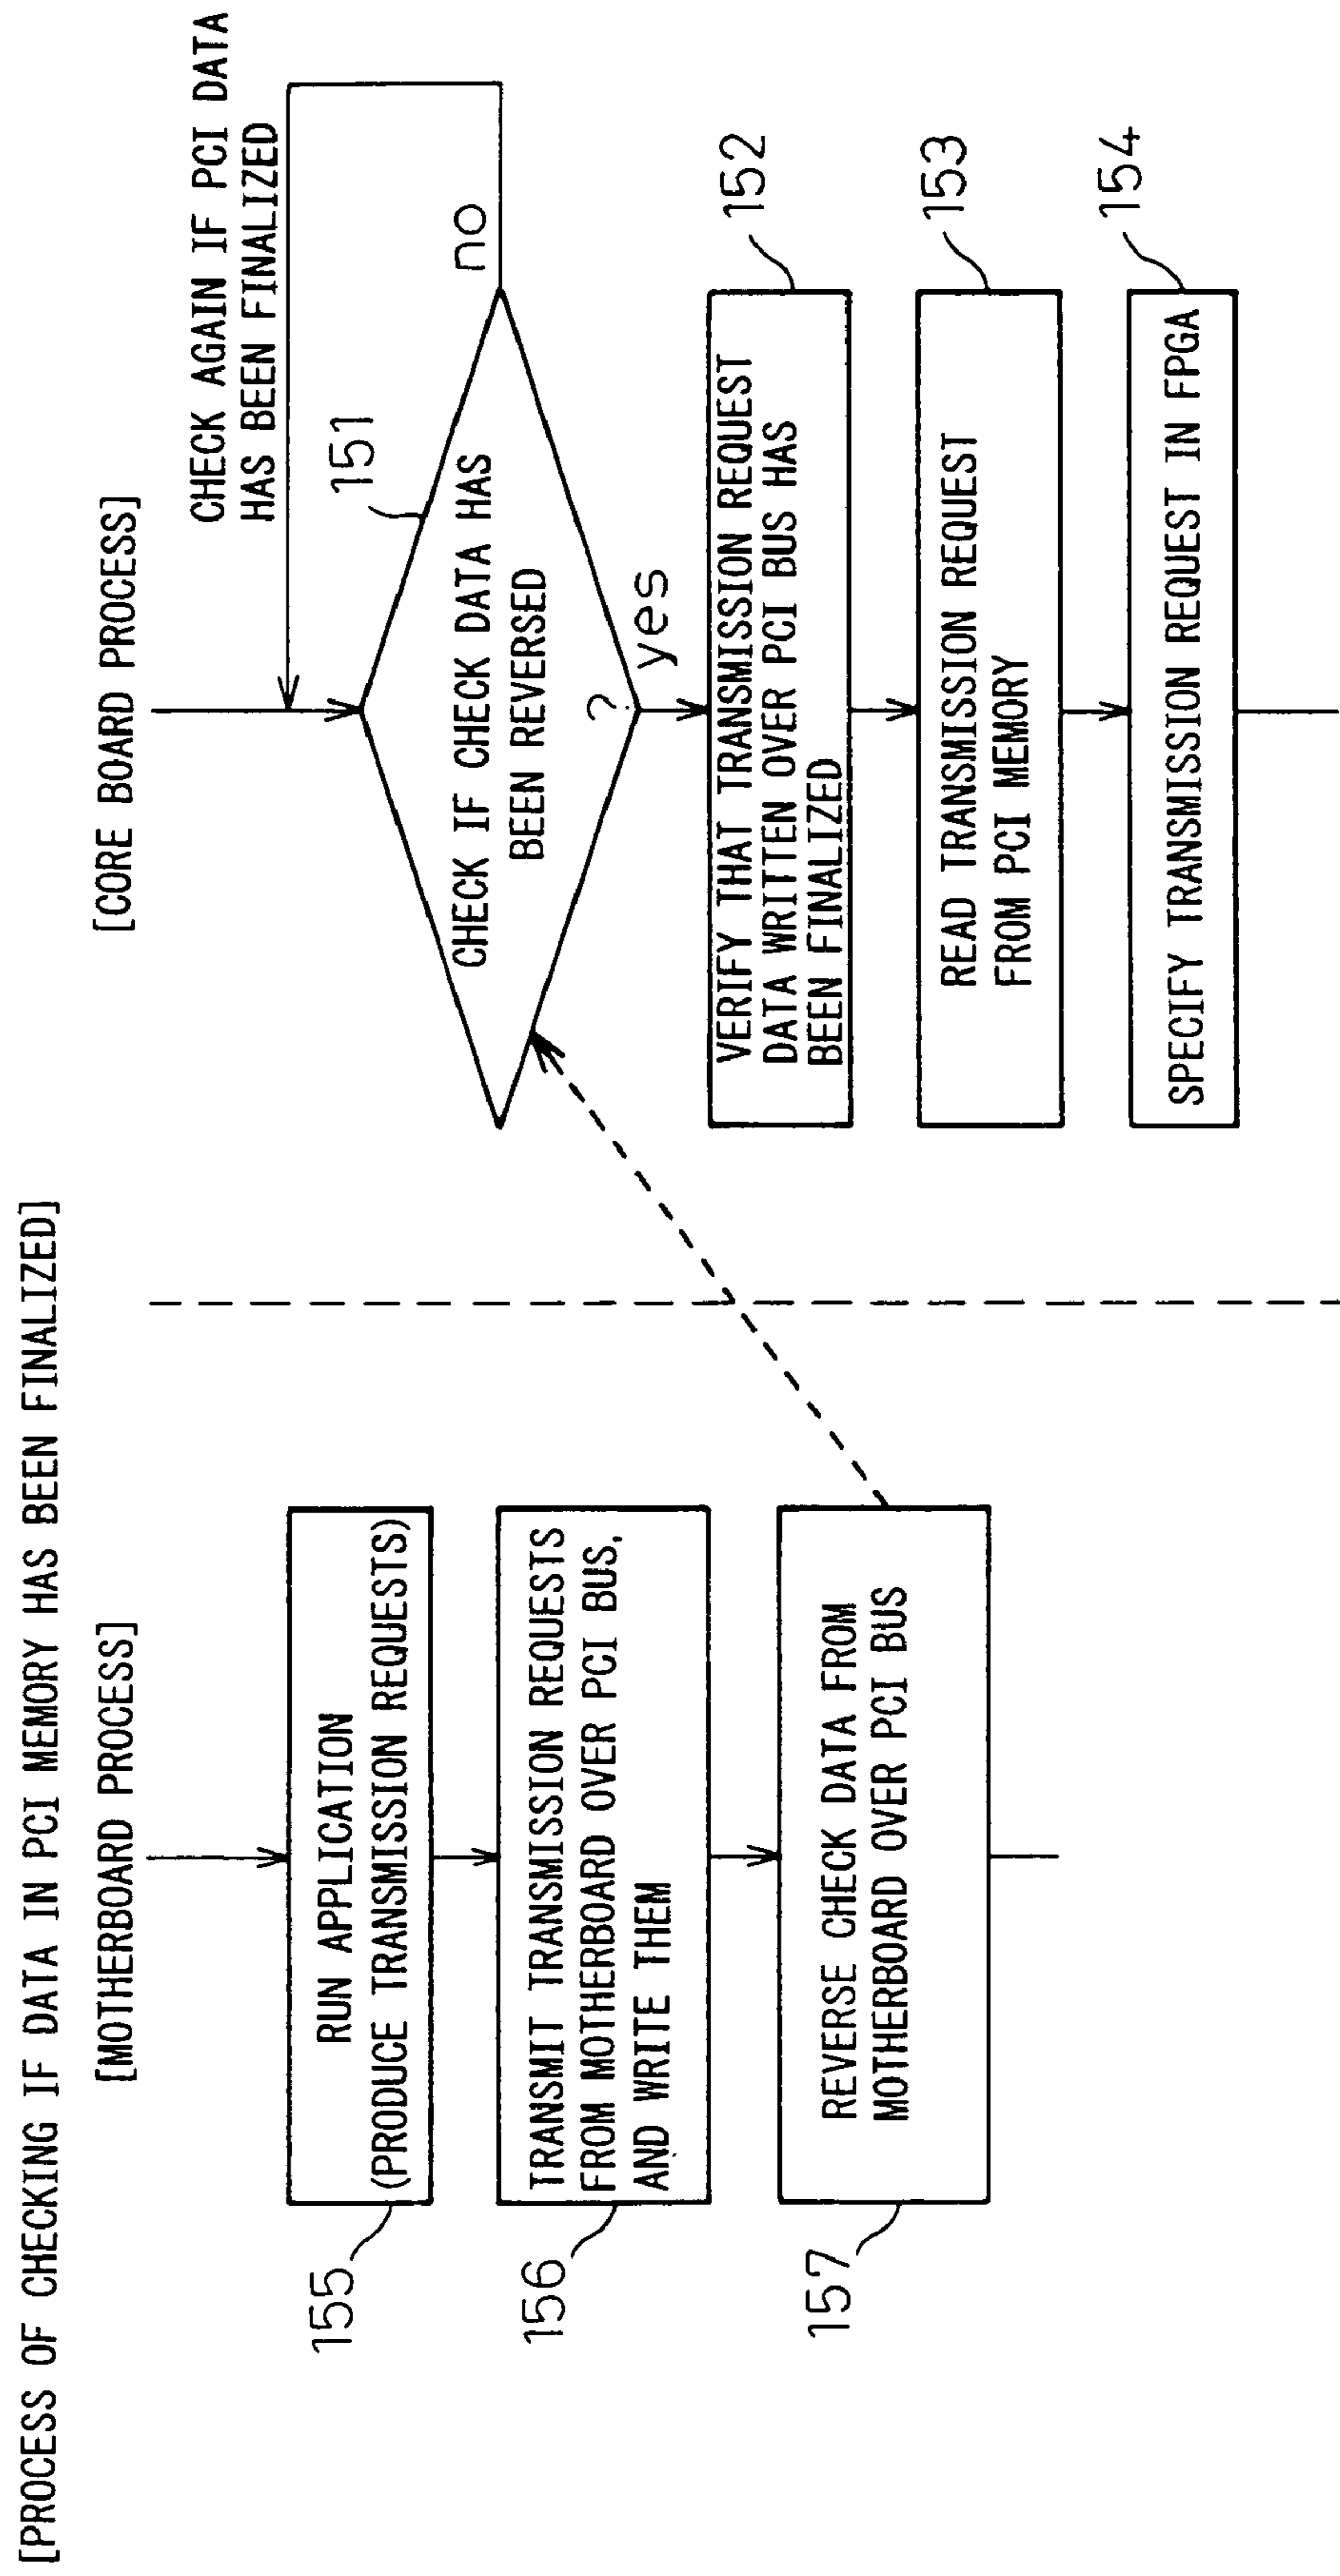 [PROCESS OF CHECKING IF DATA IN PCI MEMORY HAS BEEN FINALIZED]
[MOTHERBOARD PROCESS]
155
RUN APPLICATION
(PRODUCE TRANSMISSION REQUESTS)
156
TRANSMIT TRANSMISSION REQUESTS
FROM MOTHERBOARD OVER PCI BUS,
AND WRITE THEM
157
REVERSE CHECK DATA FROM
MOTHERBOARD OVER PCI BUS
[CORE BOARD PROCESS]
CHECK AGAIN IF PCI DATA
HAS BEEN FINALIZED
151
CHECK IF CHECK DATA HAS
BEEN REVERSED
?
no
yes
152
VERIFY THAT TRANSMISSION REQUEST
DATA WRITTEN OVER PCI BUS HAS
BEEN FINALIZED
153
READ TRANSMISSION REQUEST
FROM PCI MEMORY
154
SPECIFY TRANSMISSION REQUEST IN FPGA